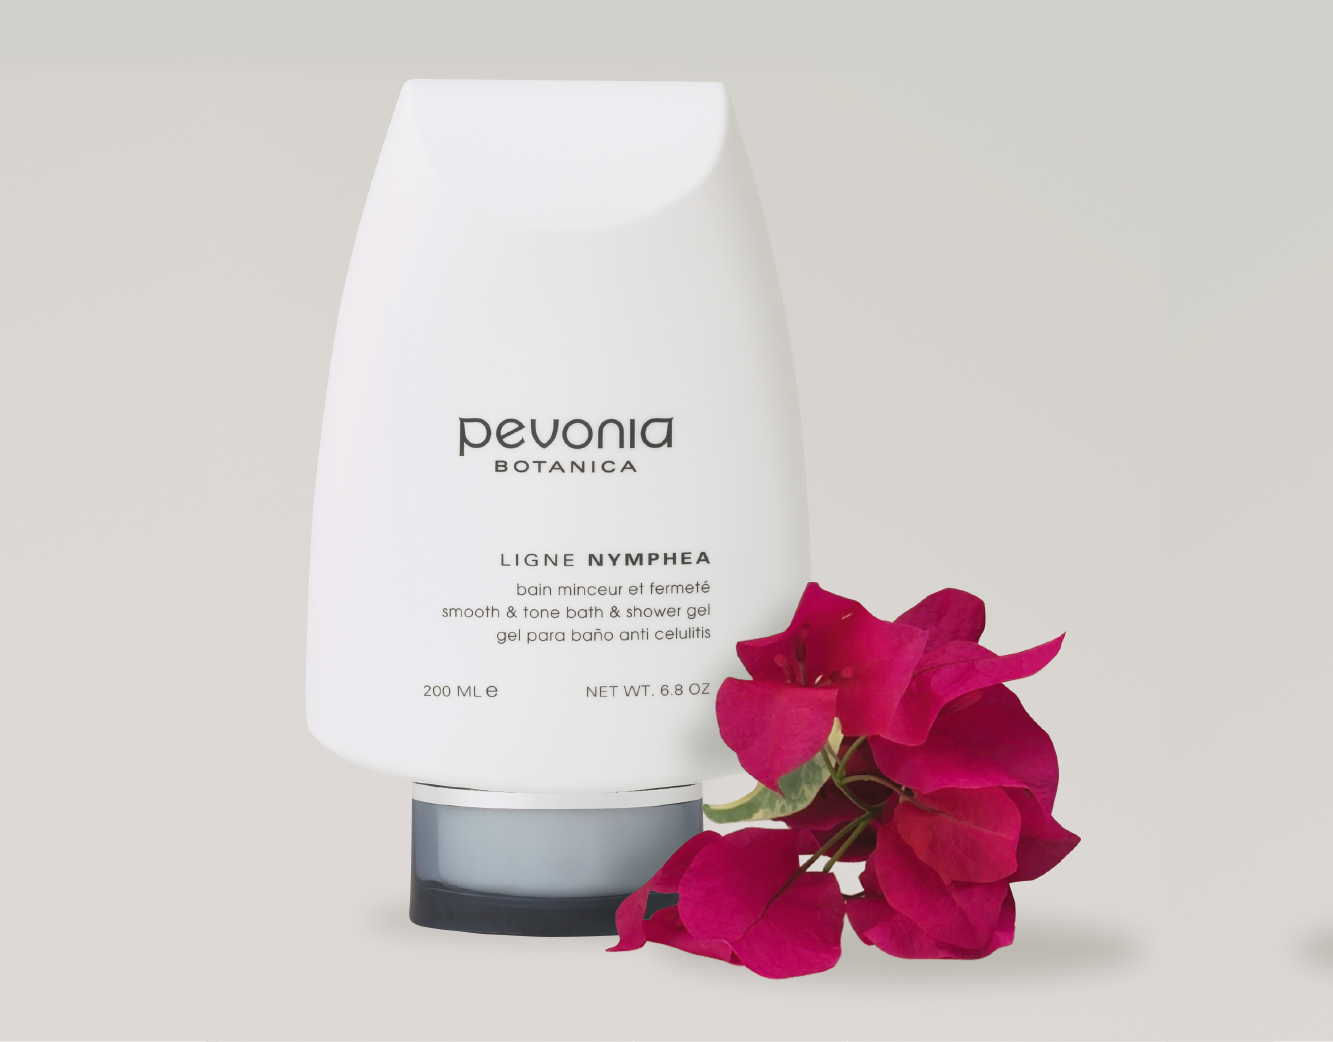 pevonia
BOTANICA
LIGNE NYMPHEA
bain minceur et fermeté
smooth & tone bath & shower gel
gel para baño anti celulitis
200 ML ℮ NET WT. 6.8 OZ